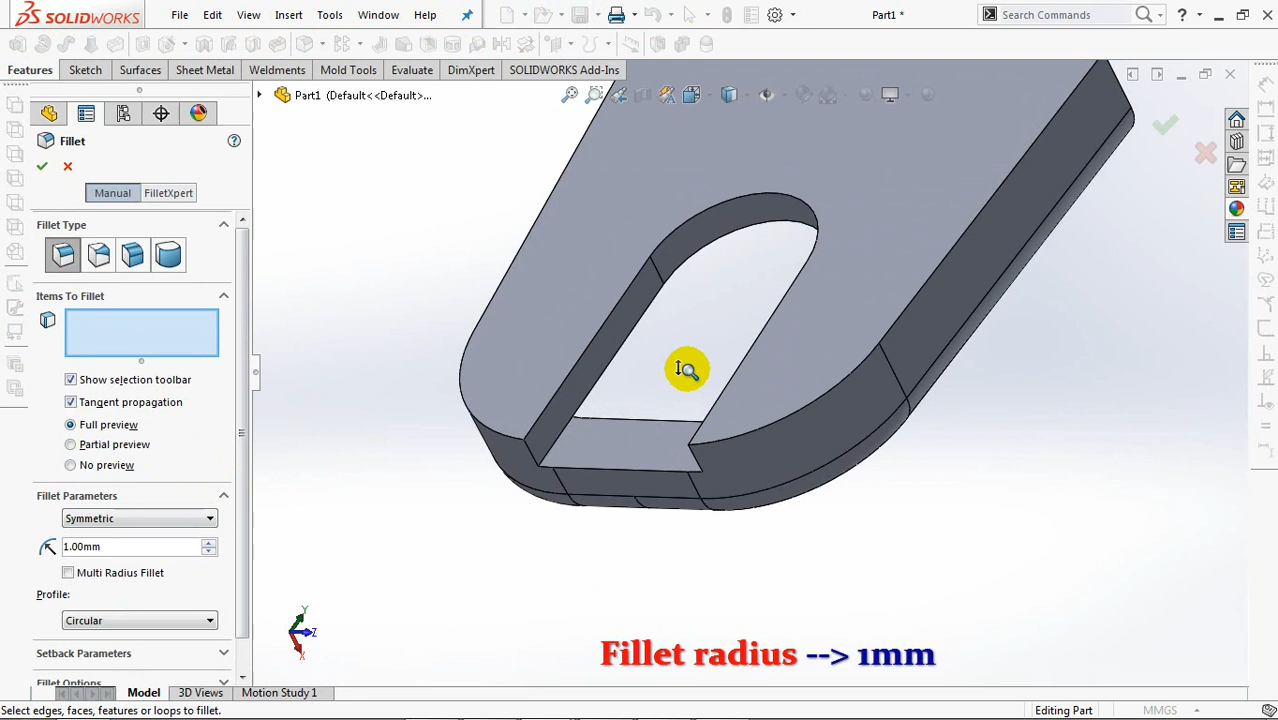 SOLIDWORKS
File
Edit
View
Insert
Tools
Window
Help
Part1 *
Search Commands
?
Features
Sketch
Surfaces
Sheet Metal
Weldments
Mold Tools
Evaluate
DimXpert
SOLIDWORKS Add-Ins
Part1 (Default<<Default>...
Fillet
?
Manual
FilletXpert
Fillet Type
Items To Fillet
Show selection toolbar
Tangent propagation
Full preview
Partial preview
No preview
Fillet Parameters
Symmetric
1.00mm
Multi Radius Fillet
Profile:
Circular
Setback Parameters
Fillet Options
Y
Z
X
Fillet radius --> 1mm
Model
3D Views
Motion Study 1
Select edges, faces, features or loops to fillet.
Editing Part
MMGS